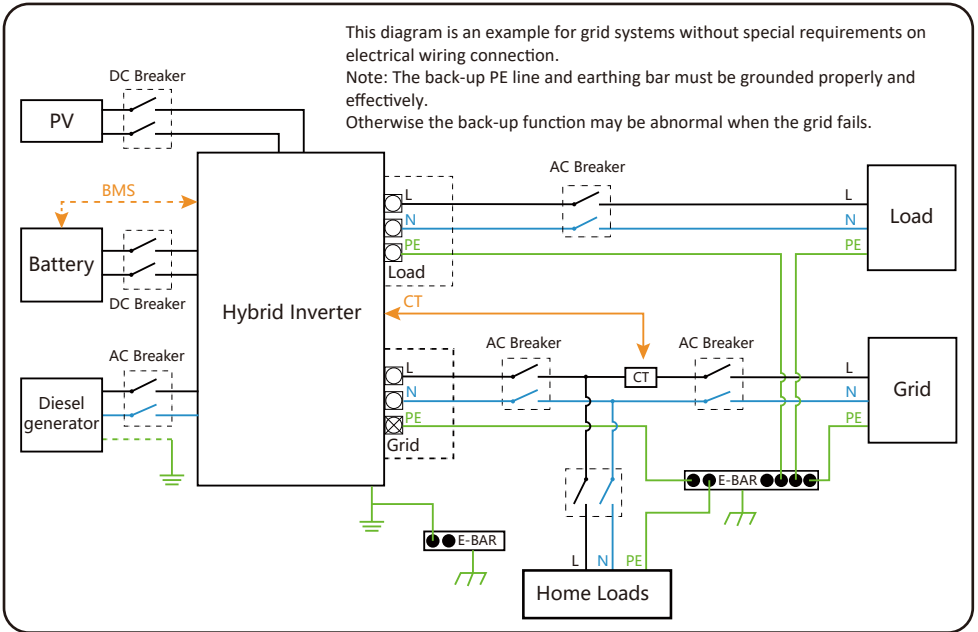 This diagram is an example for grid systems without special requirements on
electrical wiring connection.
Note: The back-up PE line and earthing bar must be grounded properly and
effectively.
Otherwise the back-up function may be abnormal when the grid fails.
DC Breaker
PV
BMS
Battery
DC Breaker
AC Breaker
Diesel
generator
Hybrid Inverter
L
N
PE
Load
AC Breaker
L
N
PE
Load
CT
L
N
PE
Grid
AC Breaker
CT
AC Breaker
L
N
PE
Grid
E-BAR
E-BAR
L
N
PE
Home Loads